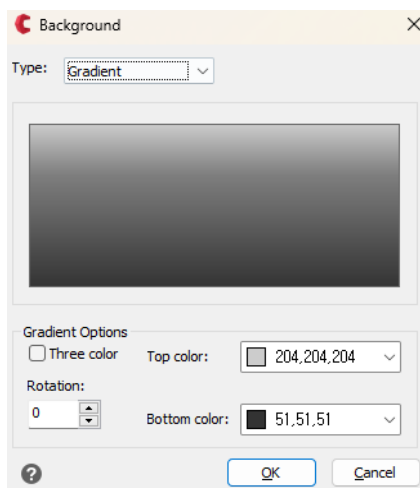 Background
Type: Gradient
Gradient Options
Three color Top color: 204,204,204
Rotation:
0
Bottom color: 51,51,51
? OK Cancel